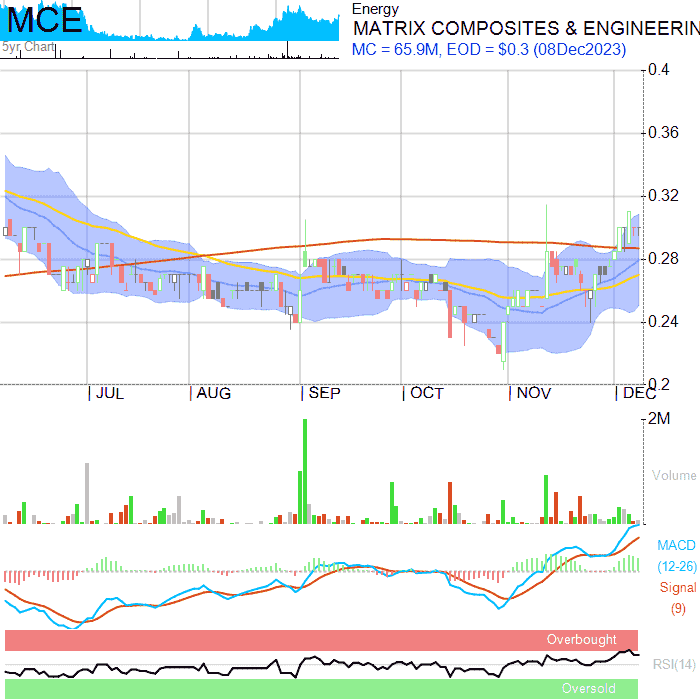 MCE
5yr. Chart
Energy
MATRIX COMPOSITES & ENGINEERIN
MC = 65.9M, EOD = $0.3 (08Dec2023)
0.4
0.36
0.32
0.28
0.24
0.2
JUL AUG SEP OCT NOV DEC
2M
Volume
MACD
(12-26)
Signal
(9)
Overbought
RSI(14)
Oversold